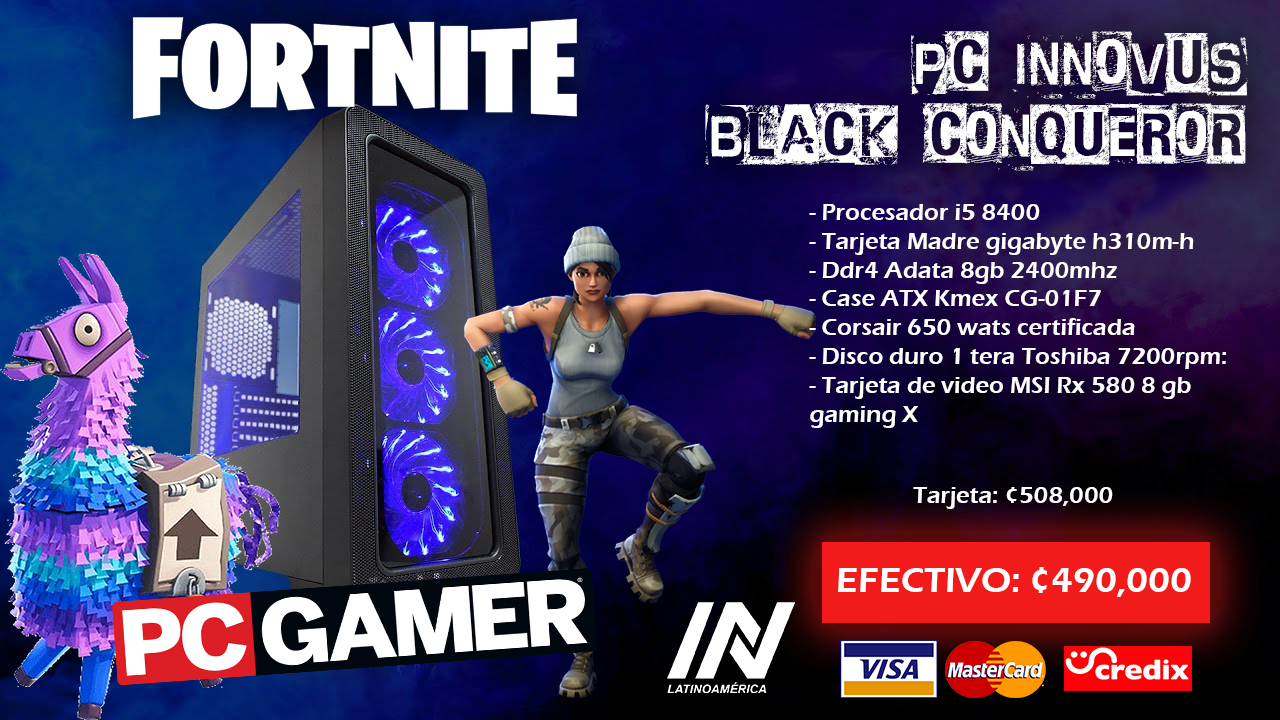 FORTNITE
PC INNOVUS
BLACK CONQUEROR
- Procesador i5 8400
- Tarjeta Madre gigabyte h310m-h
- Ddr4 Adata 8gb 2400mhz
- Case ATX Kmex CG-01F7
- Corsair 650 wats certificada
- Disco duro 1 tera Toshiba 7200rpm:
- Tarjeta de video MSI Rx 580 8 gb
gaming X
Tarjeta: ¢508,000
EFECTIVO: ¢490,000
PC GAMER®
IN
LATINOAMÉRICA
VISA
MasterCard
credix